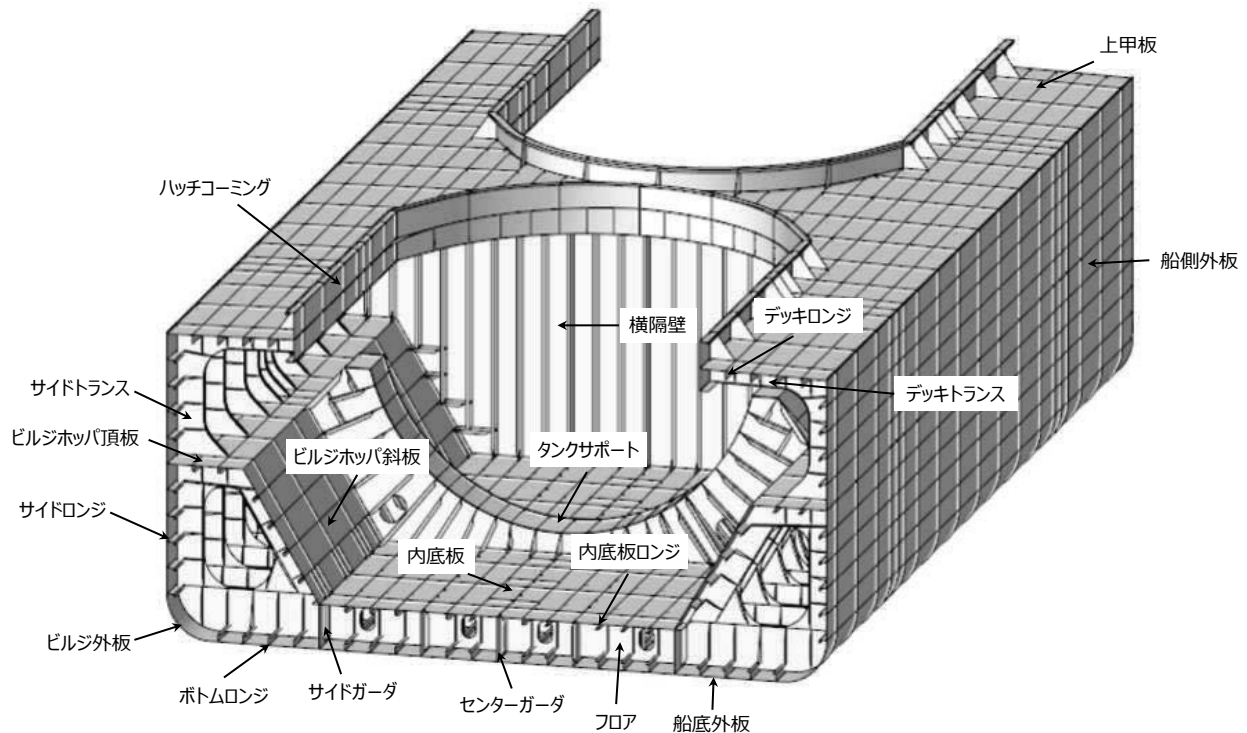 上甲板
ハッチコーミング
船側外板
デッキロンジ
横隔壁
デッキトランス
サイドトランス
ビルジホッパ頂板
タンクサポート
ビルジホッパ斜板
サイドロンジ
内底板
内底板ロンジ
ビルジ外板
ボトムロンジ
サイドガーダ
センターガーダ
フロア
船底外板